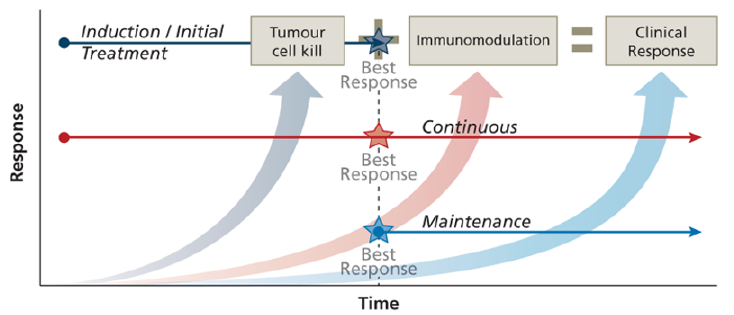 Induction / Initial
Treatment
Tumour
cell kill
Immunomodulation
Clinical
Response
Best
Response
Continuous
Best
Response
Maintenance
Best
Response
Response
Time